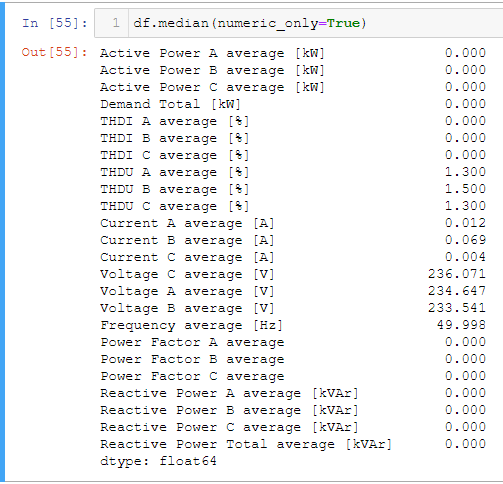 In [55]: 1 df.median(numeric_only=True)
Out[55]: Active Power A average [kW] 0.000
Active Power B average [kW] 0.000
Active Power C average [kW] 0.000
Demand Total [kW] 0.000
THDI A average [%] 0.000
THDI B average [%] 0.000
THDI C average [%] 0.000
THDU A average [%] 1.300
THDU B average [%] 1.500
THDU C average [%] 1.300
Current A average [A] 0.012
Current B average [A] 0.069
Current C average [A] 0.004
Voltage C average [V] 236.071
Voltage A average [V] 234.647
Voltage B average [V] 233.541
Frequency average [Hz] 49.998
Power Factor A average 0.000
Power Factor B average 0.000
Power Factor C average 0.000
Reactive Power A average [kVAr] 0.000
Reactive Power B average [kVAr] 0.000
Reactive Power C average [kVAr] 0.000
Reactive Power Total average [kVAr] 0.000
dtype: float64